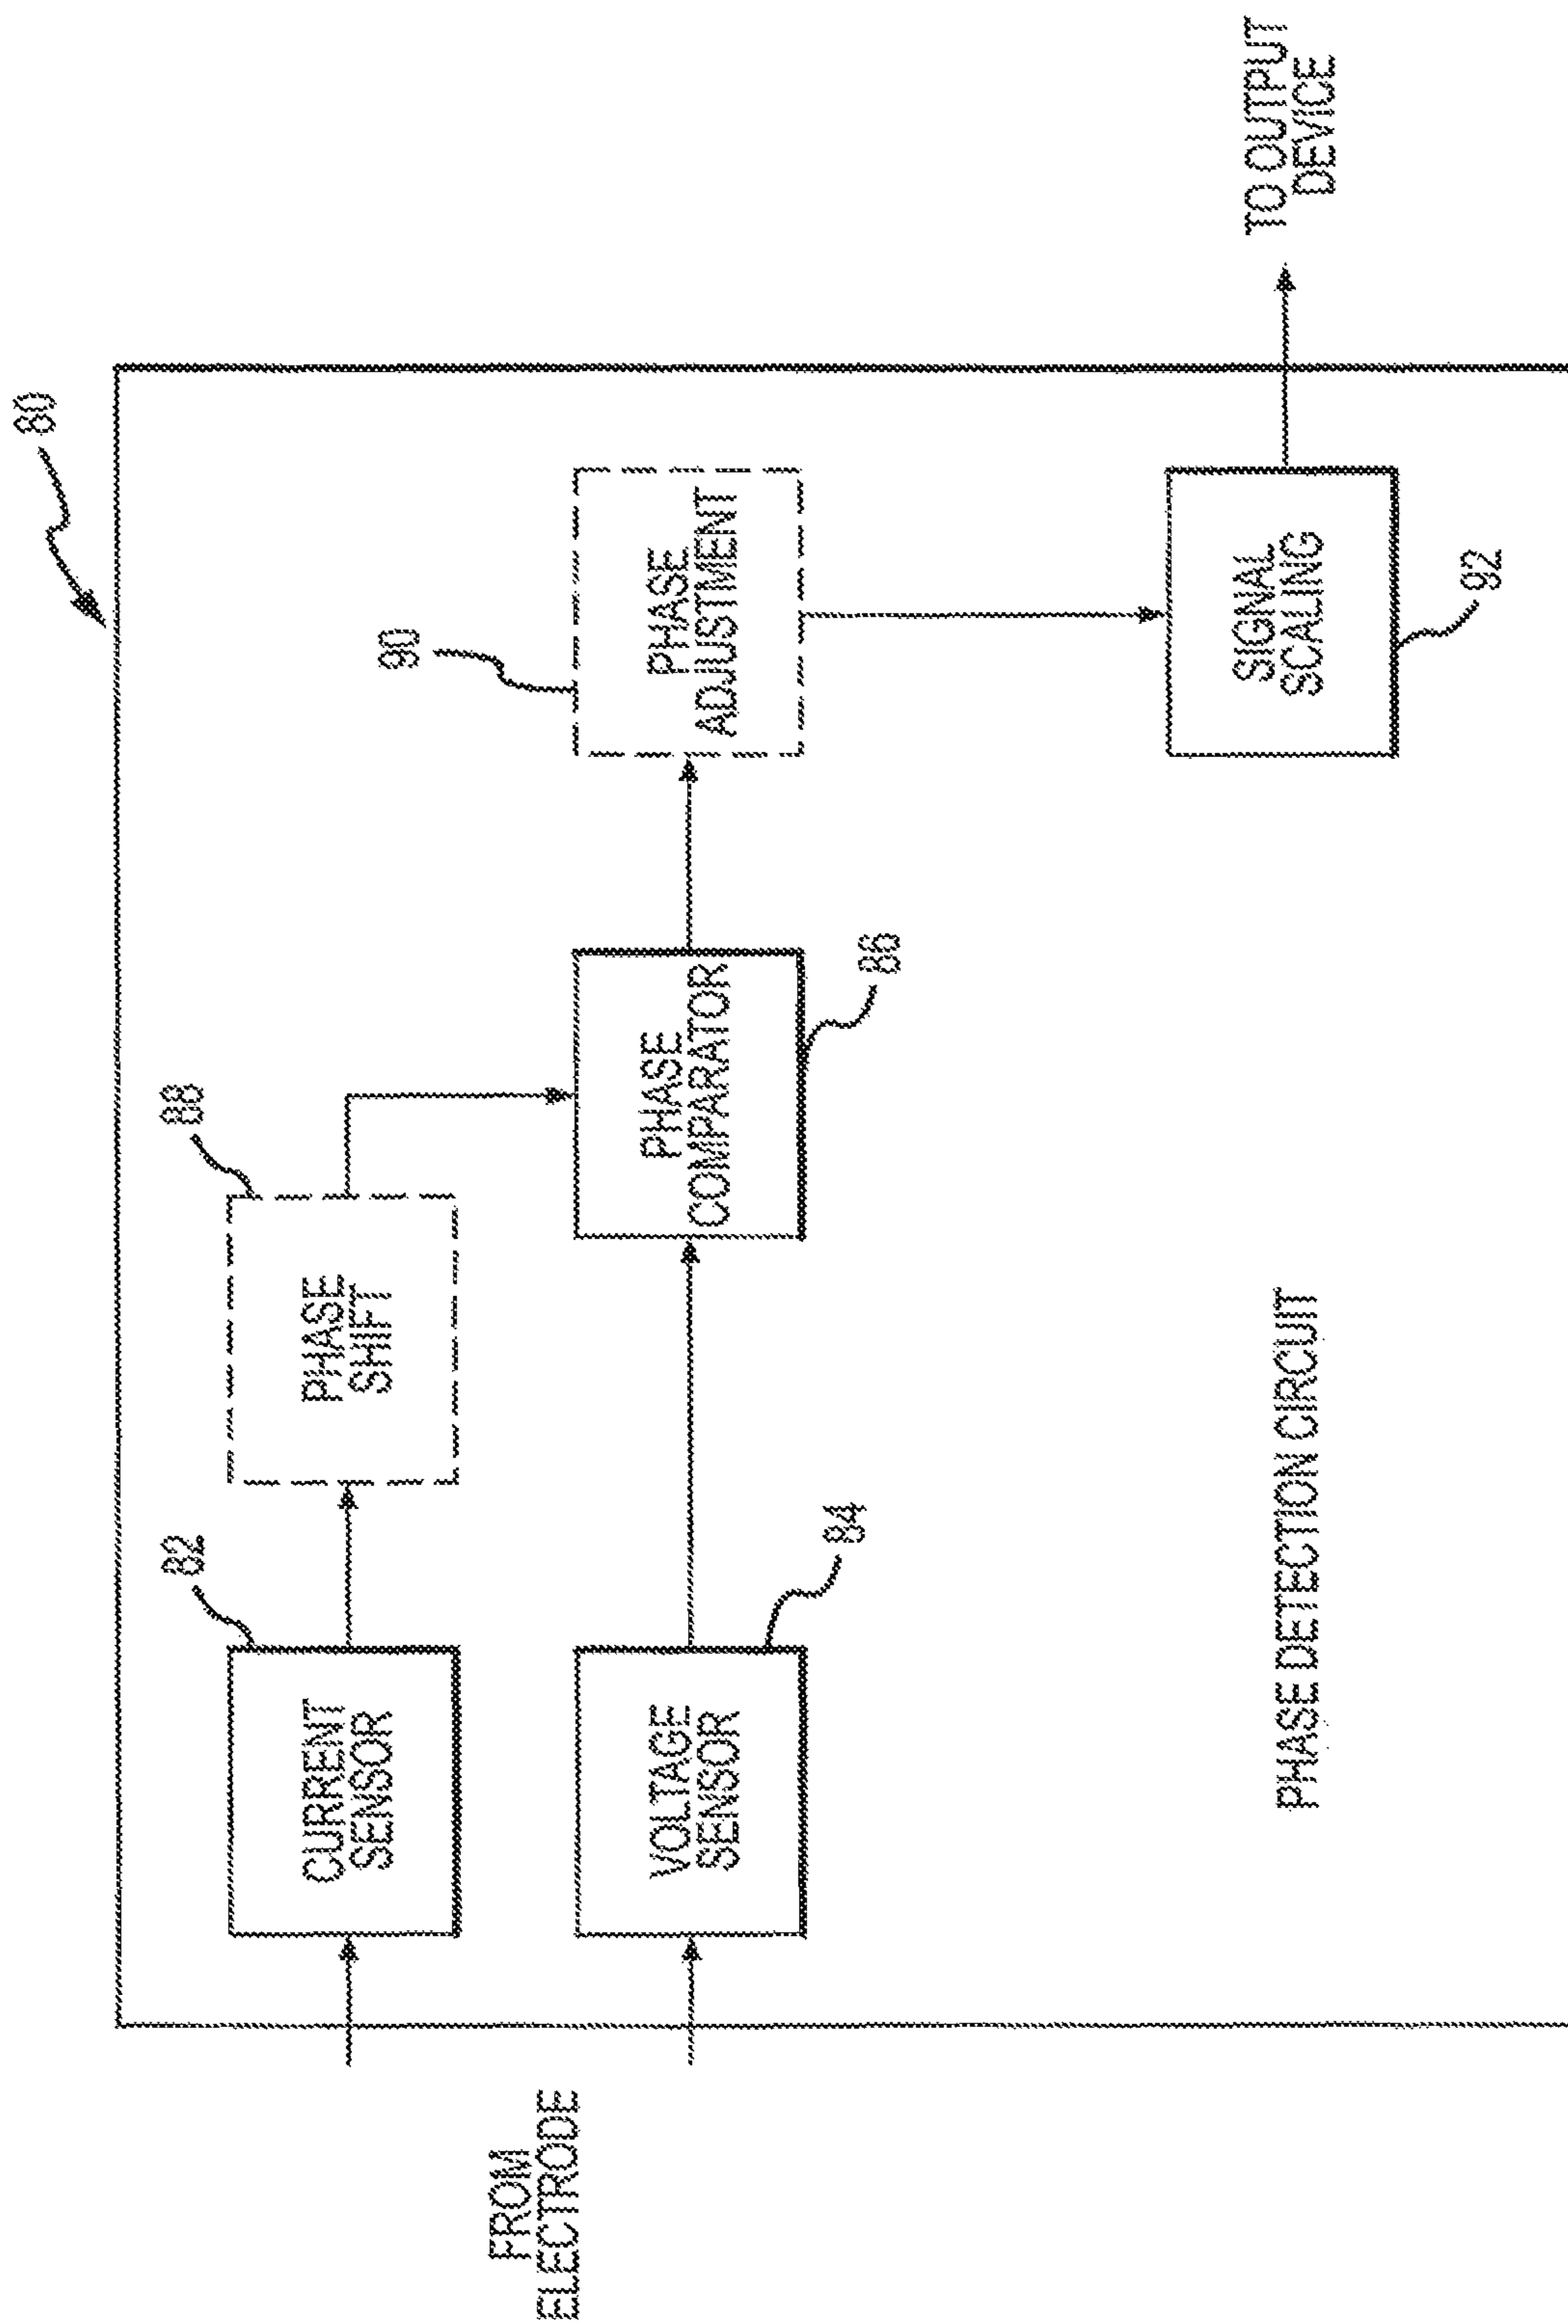 80
82
88
CURRENT
SENSOR
PHASE
SHIFT
90
FROM
ELECTRODE
VOLTAGE
SENSOR
84
PHASE
COMPARATOR
86
PHASE
ADJUSTMENT
PHASE DETECTION CIRCUIT
SIGNAL
SCALING
92
TO OUTPUT
DEVICE